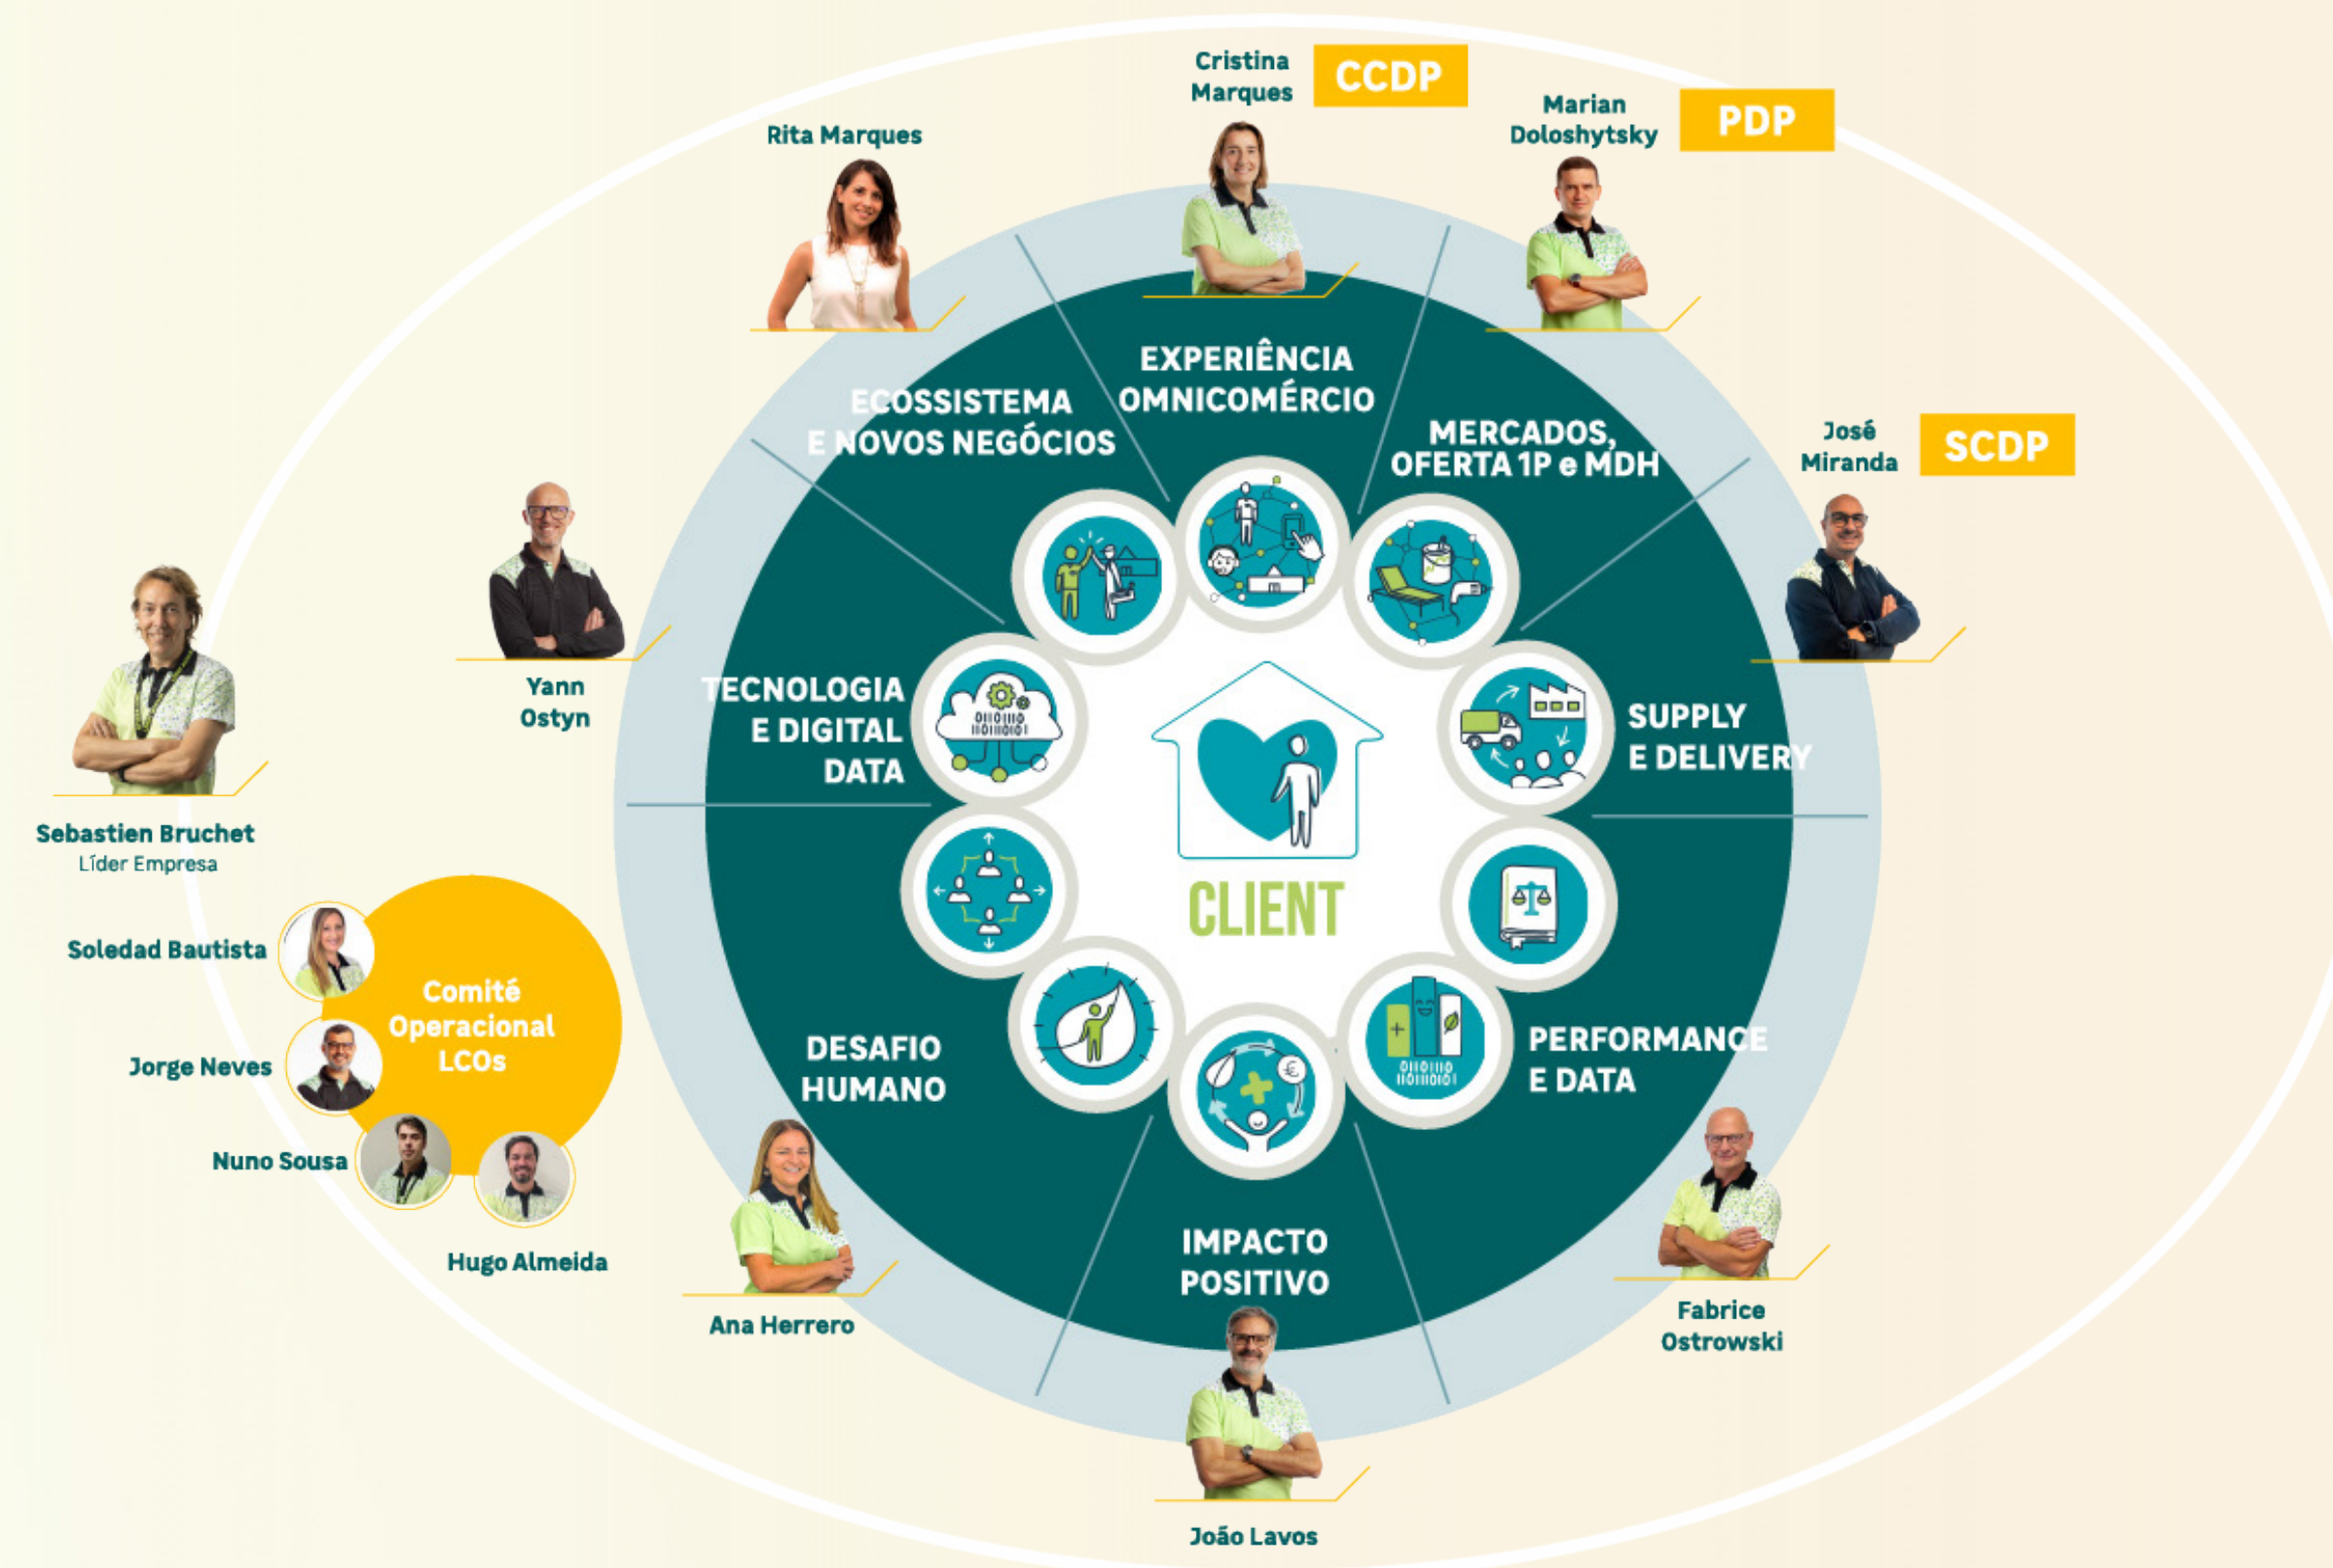 Cristina
Marques
CCDP
Marian
Doloshytsky
PDP
Rita Marques
José
Miranda
SCDP
EXPERIÊNCIA
OMNICOMÉRCIO
ECOSSISTEMA
E NOVOS NEGÓCIOS
MERCADOS,
OFERTA 1P e MDH
Yann
Ostyn
TECNOLOGIA
E DIGITAL
DATA
SUPPLY
E DELIVERY
Sebastien Bruchet
Líder Empresa
CLIENT
Soledad Bautista
Comité
Operacional
LCOs
Jorge Neves
Nuno Sousa
Hugo Almeida
DESAFIO
HUMANO
PERFORMANCE
E DATA
IMPACTO
POSITIVO
Ana Herrero
Fabrice
Ostrowski
João Lavos